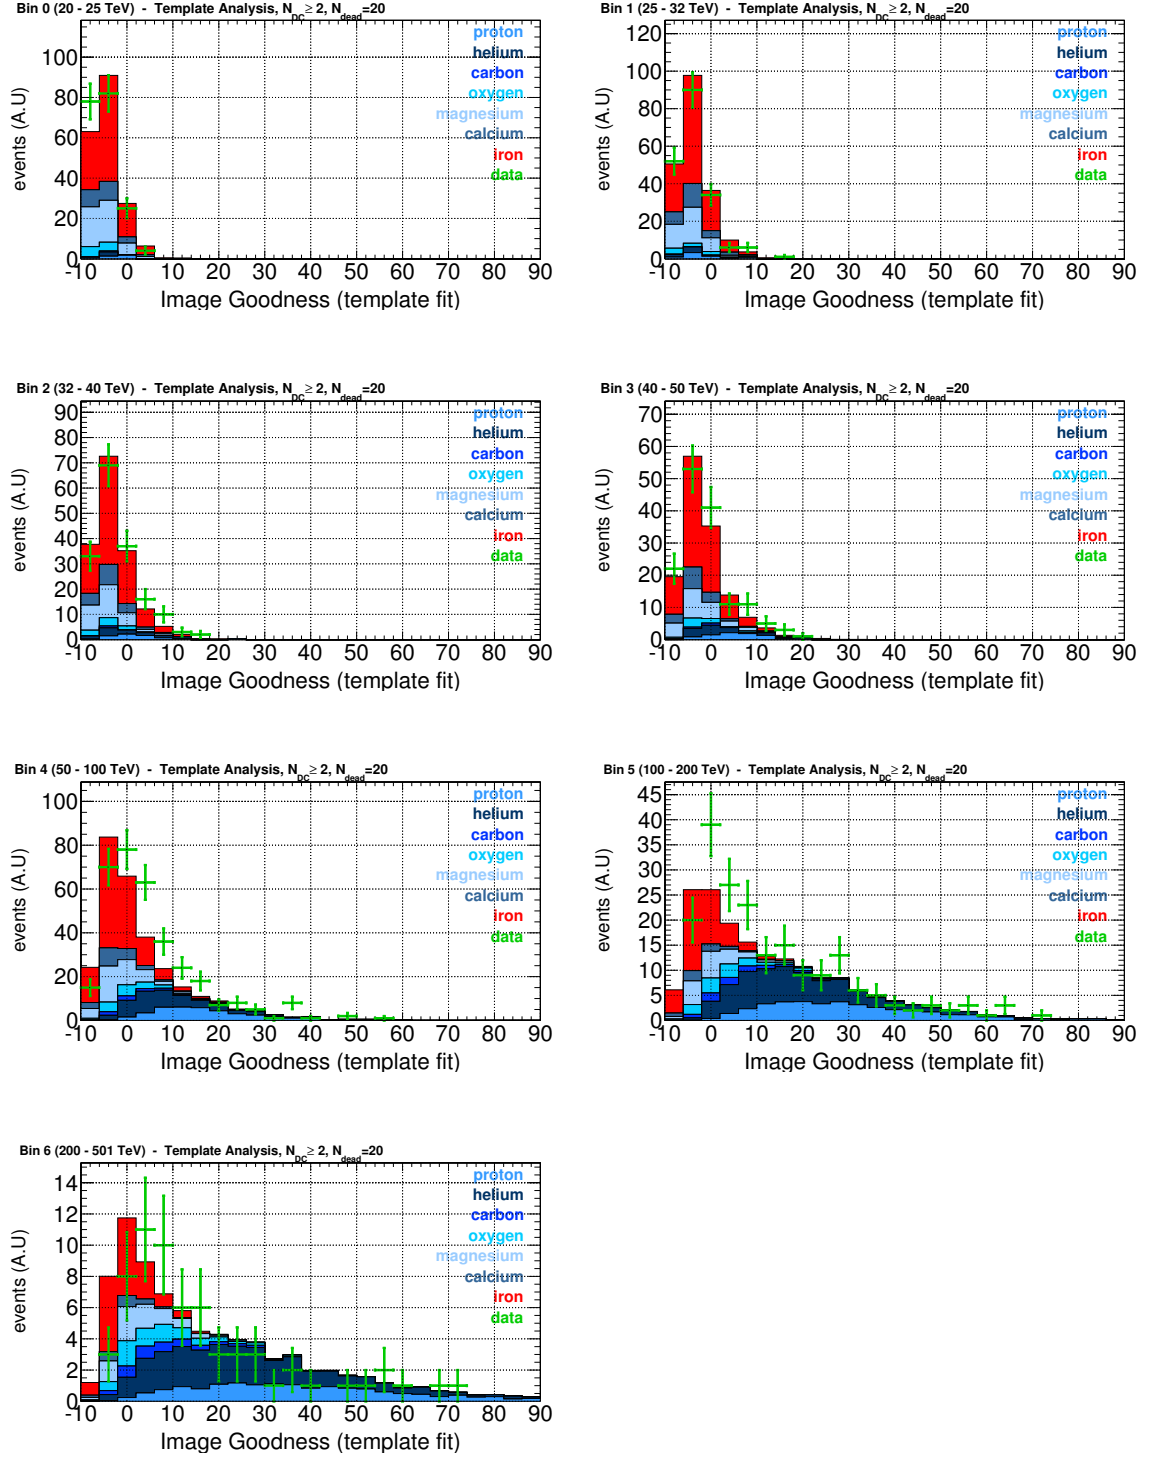 Bin 0 (20 - 25 TeV) - Template Analysis, N_DC ≥ 2, N_dead=20
events (A.U)
100
80
60
40
20
0
-10 0 10 20 30 40 50 60 70 80 90
Image Goodness (template fit)
proton
helium
carbon
oxygen
magnesium
calcium
iron
data
Bin 1 (25 - 32 TeV) - Template Analysis, N_DC ≥ 2, N_dead=20
events (A.U)
120
100
80
60
40
20
0
-10 0 10 20 30 40 50 60 70 80 90
Image Goodness (template fit)
proton
helium
carbon
oxygen
magnesium
calcium
iron
data
Bin 2 (32 - 40 TeV) - Template Analysis, N_DC ≥ 2, N_dead=20
events (A.U)
90
80
70
60
50
40
30
20
10
0
-10 0 10 20 30 40 50 60 70 80 90
Image Goodness (template fit)
proton
helium
carbon
oxygen
magnesium
calcium
iron
data
Bin 3 (40 - 50 TeV) - Template Analysis, N_DC ≥ 2, N_dead=20
events (A.U)
70
60
50
40
30
20
10
0
-10 0 10 20 30 40 50 60 70 80 90
Image Goodness (template fit)
proton
helium
carbon
oxygen
magnesium
calcium
iron
data
Bin 4 (50 - 100 TeV) - Template Analysis, N_DC ≥ 2, N_dead=20
events (A.U)
100
80
60
40
20
0
-10 0 10 20 30 40 50 60 70 80 90
Image Goodness (template fit)
proton
helium
carbon
oxygen
magnesium
calcium
iron
data
Bin 5 (100 - 200 TeV) - Template Analysis, N_DC ≥ 2, N_dead=20
events (A.U)
45
40
35
30
25
20
15
10
5
0
-10 0 10 20 30 40 50 60 70 80 90
Image Goodness (template fit)
proton
helium
carbon
oxygen
magnesium
calcium
iron
data
Bin 6 (200 - 501 TeV) - Template Analysis, N_DC ≥ 2, N_dead=20
events (A.U)
14
12
10
8
6
4
2
0
-10 0 10 20 30 40 50 60 70 80 90
Image Goodness (template fit)
proton
helium
carbon
oxygen
magnesium
calcium
iron
data